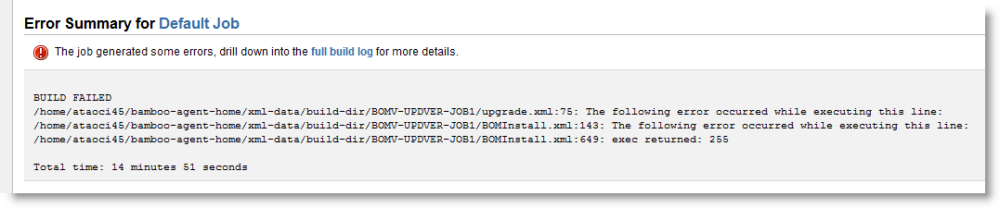 Error Summary for Default Job
The job generated some errors, drill down into the full build log for more details.
BUILD FAILED
/home/ataoci45/bamboo-agent-home/xml-data/build-dir/BOMV-UPDVER-JOB1/upgrade.xml:75: The following error occurred while executing this line:
/home/ataoci45/bamboo-agent-home/xml-data/build-dir/BOMV-UPDVER-JOB1/BOMInstall.xml:143: The following error occurred while executing this line:
/home/ataoci45/bamboo-agent-home/xml-data/build-dir/BOMV-UPDVER-JOB1/BOMInstall.xml:649: exec returned: 255
Total time: 14 minutes 51 seconds